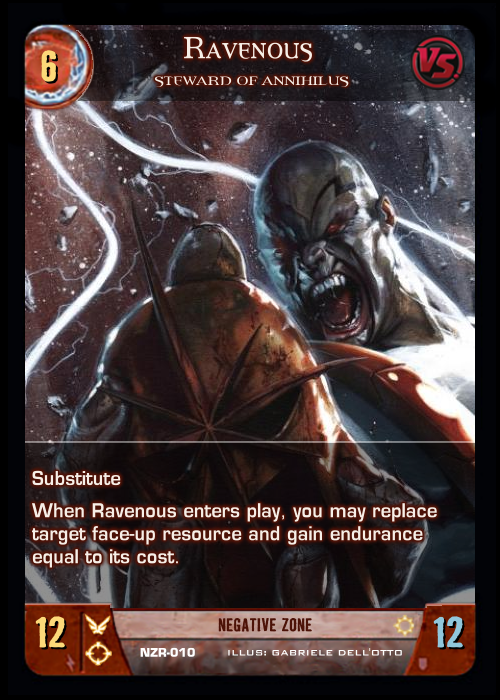 6
RAVENOUS
VS.
STEWARD OF ANNIHILUS
Substitute
When Ravenous enters play, you may replace
target face-up resource and gain endurance
equal to its cost.
12
NEGATIVE ZONE
12
NZR-010
ILLUS: GABRIELE DELL'OTTO